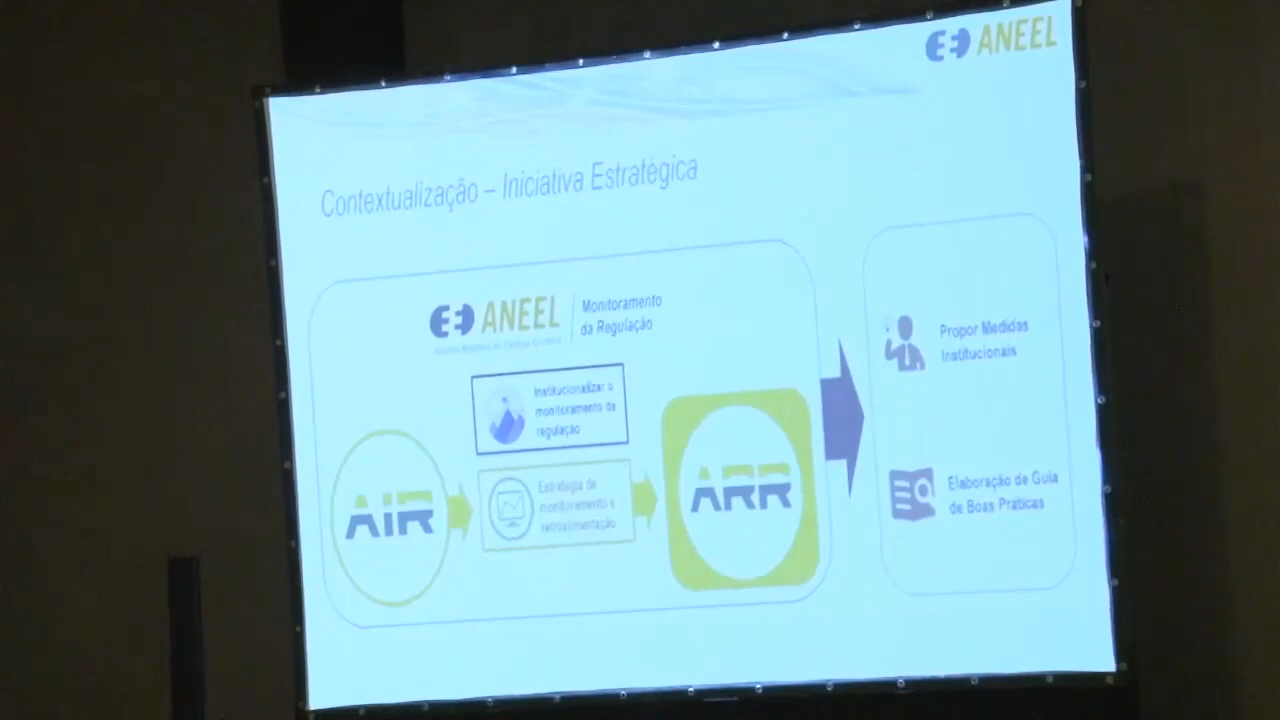 ANEEL
Contextualização – Iniciativa Estratégica
ANEEL
Monitoramento
da Regulação
Institucionalizar o
monitoramento da
regulação
AIR
Estratégia de
monitoramento e
retroalimentação
ARR
Propor Medidas
Institucionais
Elaboração de Guia
de Boas Práticas